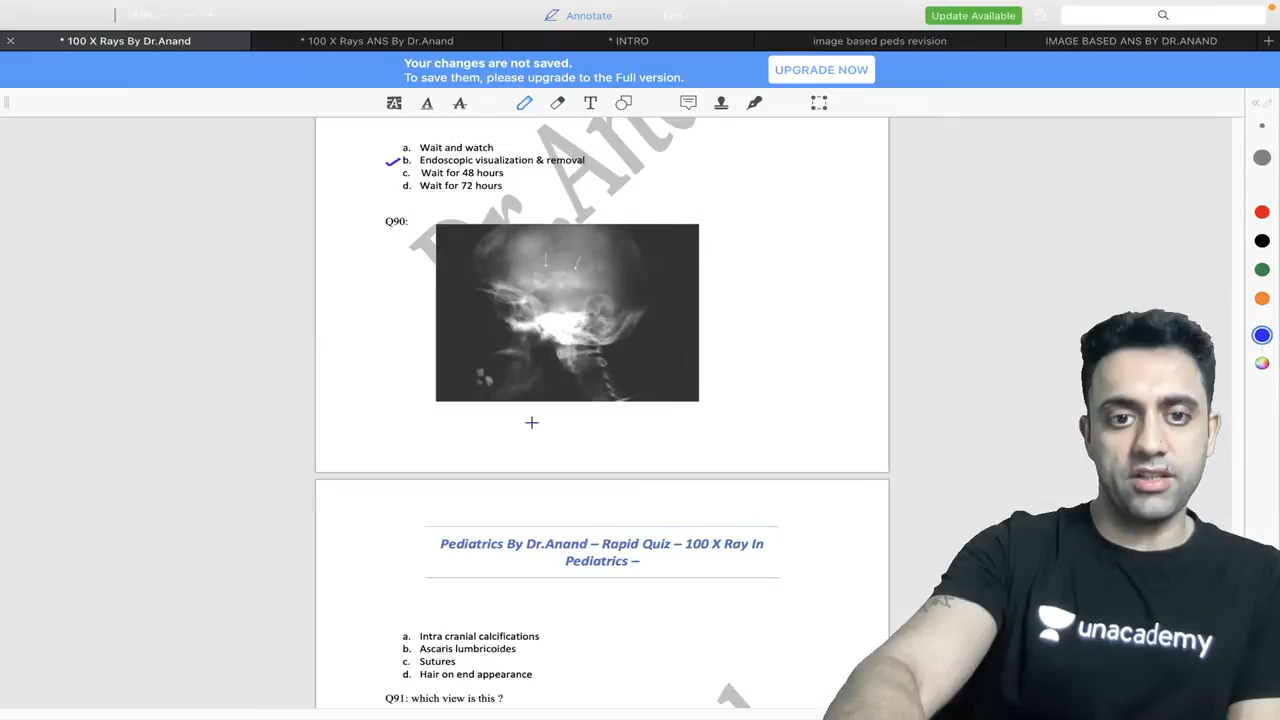 Annotate
Edit
Update Available
* 100 X Rays By Dr.Anand
* 100 X Rays ANS By Dr.Anand
* INTRO
image based peds revision
IMAGE BASED ANS BY DR.ANAND
Your changes are not saved.
To save them, please upgrade to the Full version.
UPGRADE NOW
a. Wait and watch
b. Endoscopic visualization & removal
c. Wait for 48 hours
d. Wait for 72 hours
Q90:
Pediatrics By Dr.Anand – Rapid Quiz – 100 X Ray In
Pediatrics –
a. Intra cranial calcifications
b. Ascaris lumbricoides
c. Sutures
d. Hair on end appearance
Q91: which view is this ?
unacademy